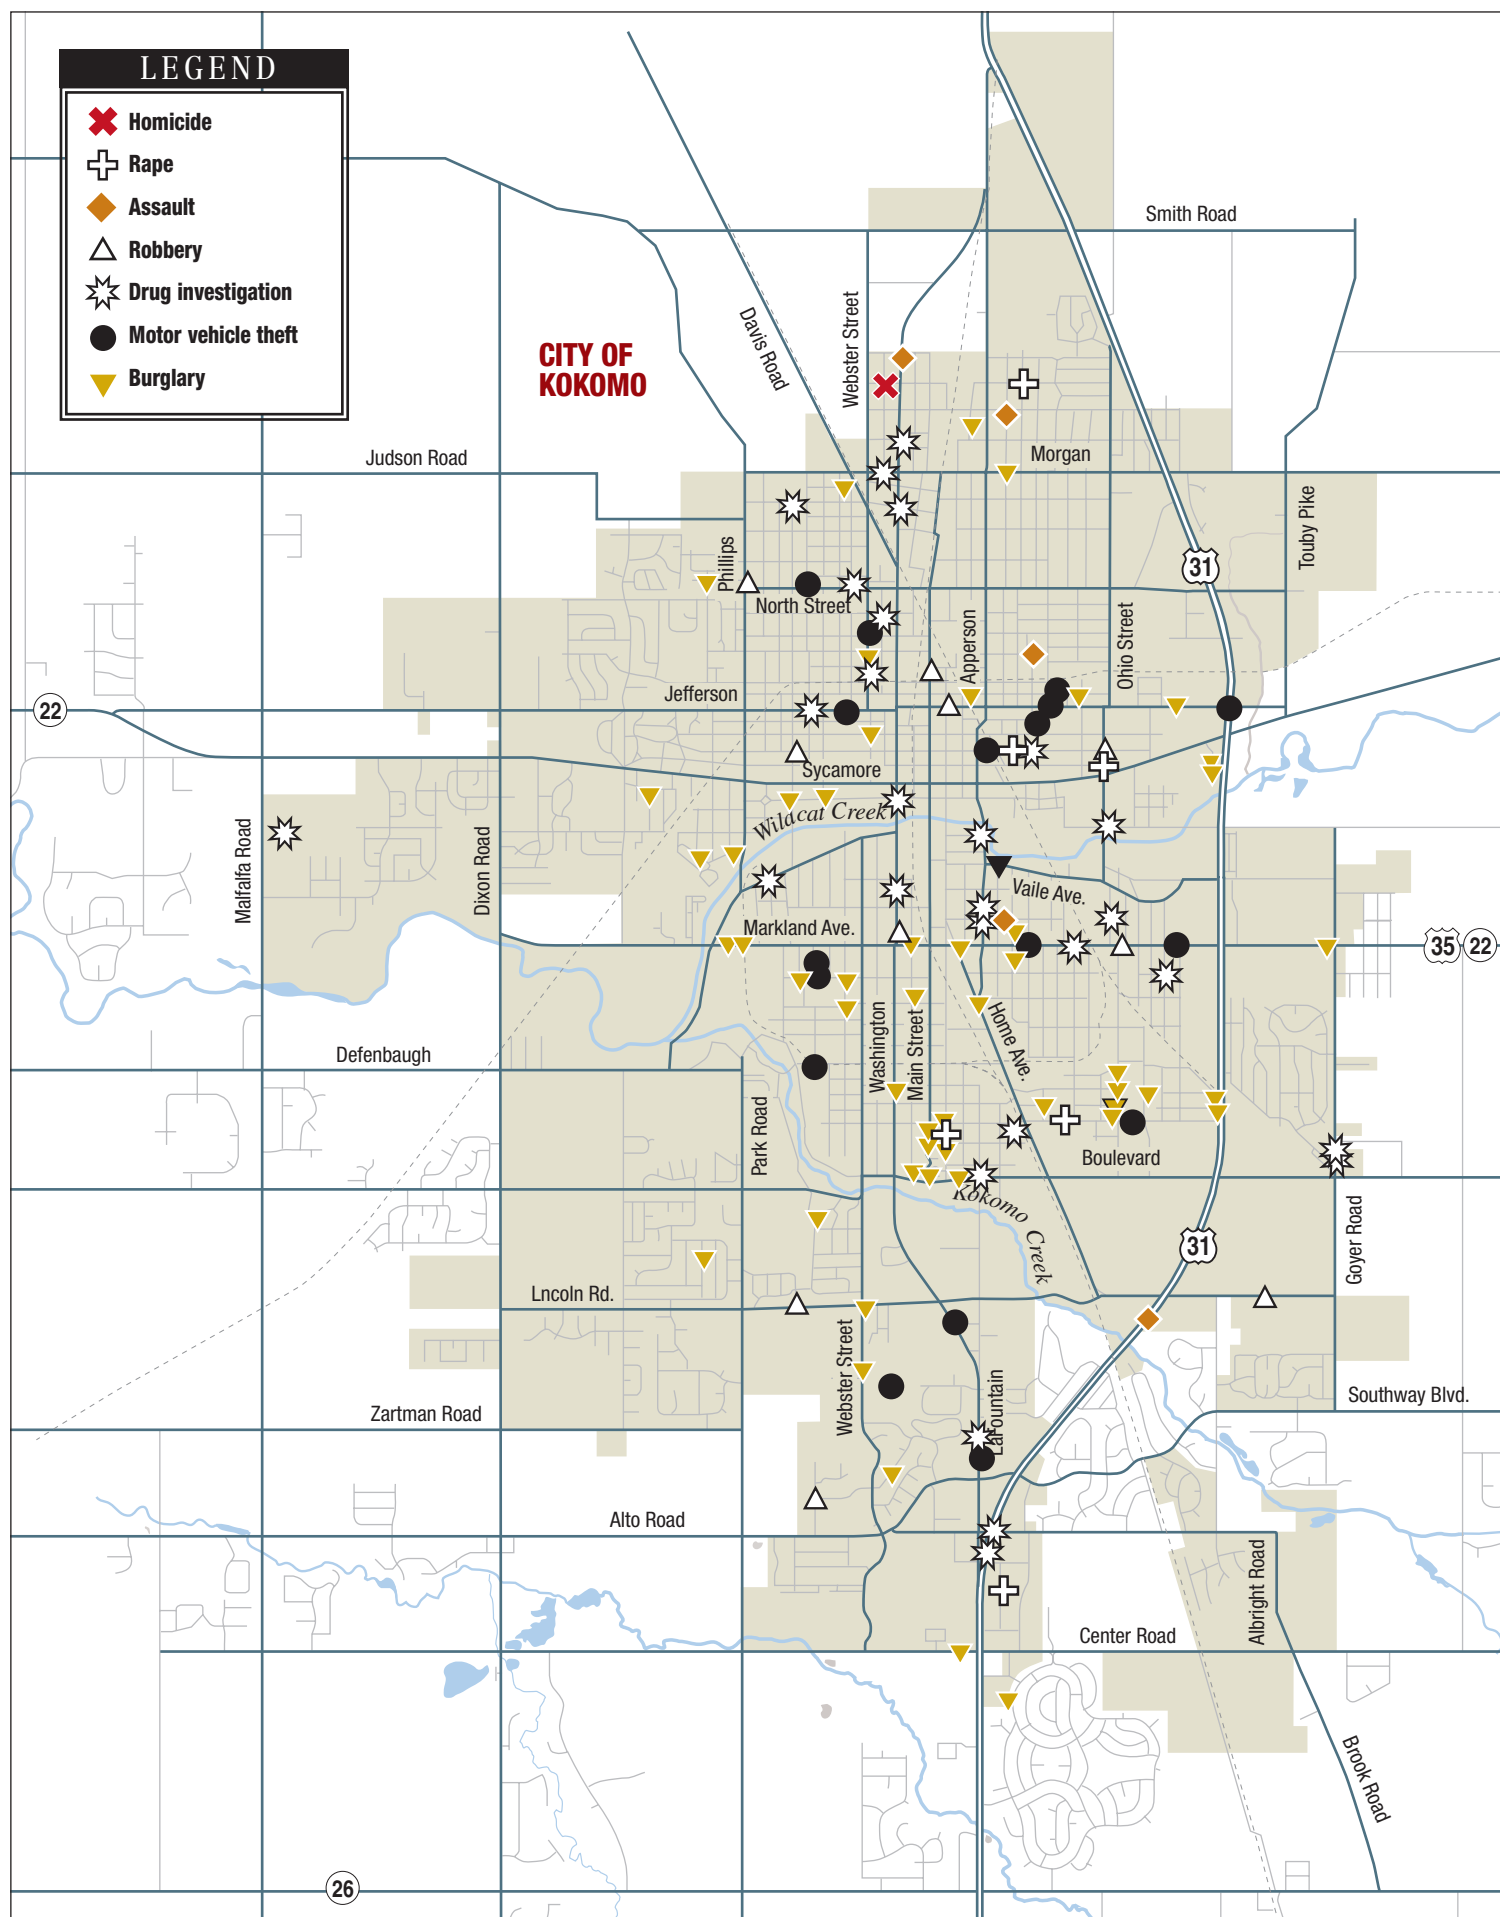 LEGEND
Homicide
Rape
Assault
Robbery
Drug investigation
Motor vehicle theft
Burglary
CITY OF
KOKOMO
Smith Road
Davis Road
Webster Street
Judson Road
Morgan
Touby Pike
Phillips
31
North Street
Apperson
Ohio Street
Jefferson
22
Sycamore
Wildcat Creek
Malfalfa Road
Dixon Road
Vaile Ave.
Markland Ave.
35
22
Washington
Main Street
Home Ave.
Defenbaugh
Park Road
Boulevard
Kokomo Creek
Goyer Road
31
Lncoln Rd.
Webster Street
LaFountain
Southway Blvd.
Zartman Road
Alto Road
Albright Road
Center Road
Brook Road
26